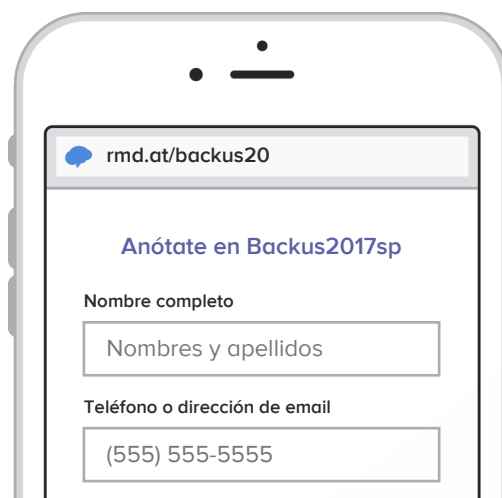 rmd.at/backus20
Anótate en Backus2017sp
Nombre completo
Nombres y apellidos
Teléfono o dirección de email
(555) 555-5555